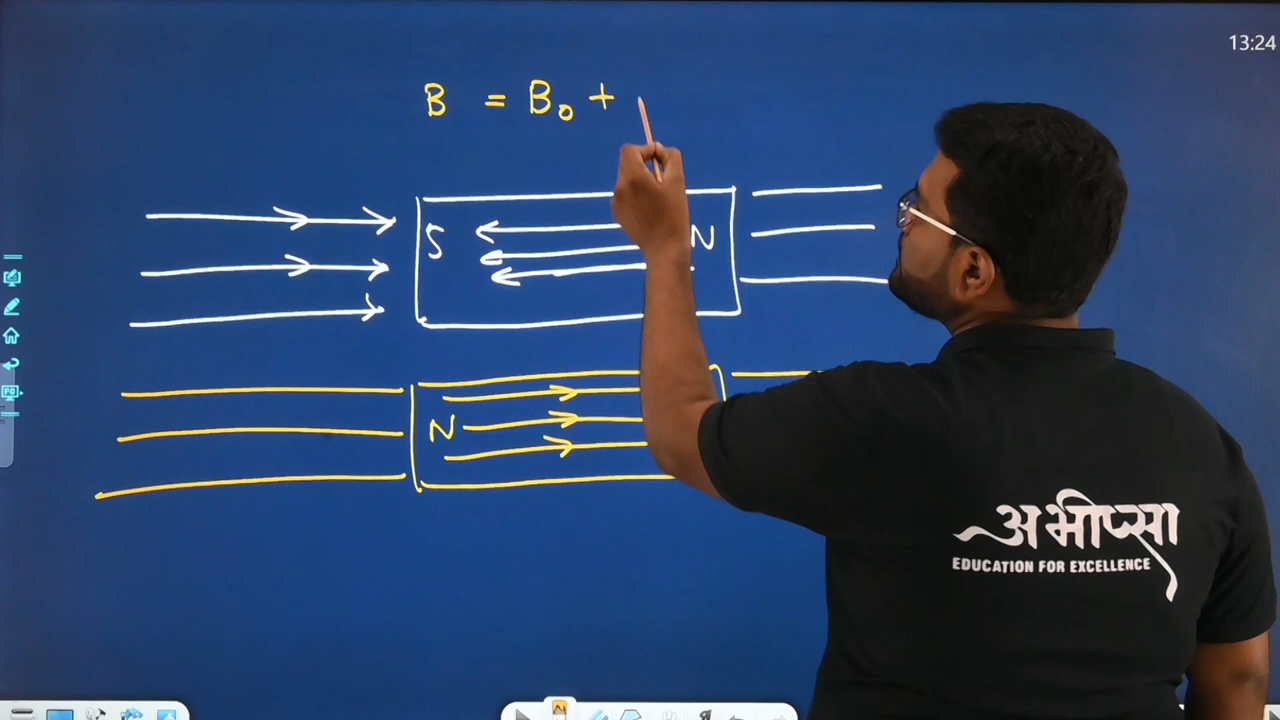 13:24
B = B₀ +
S N
N
अभीप्सा
EDUCATION FOR EXCELLENCE